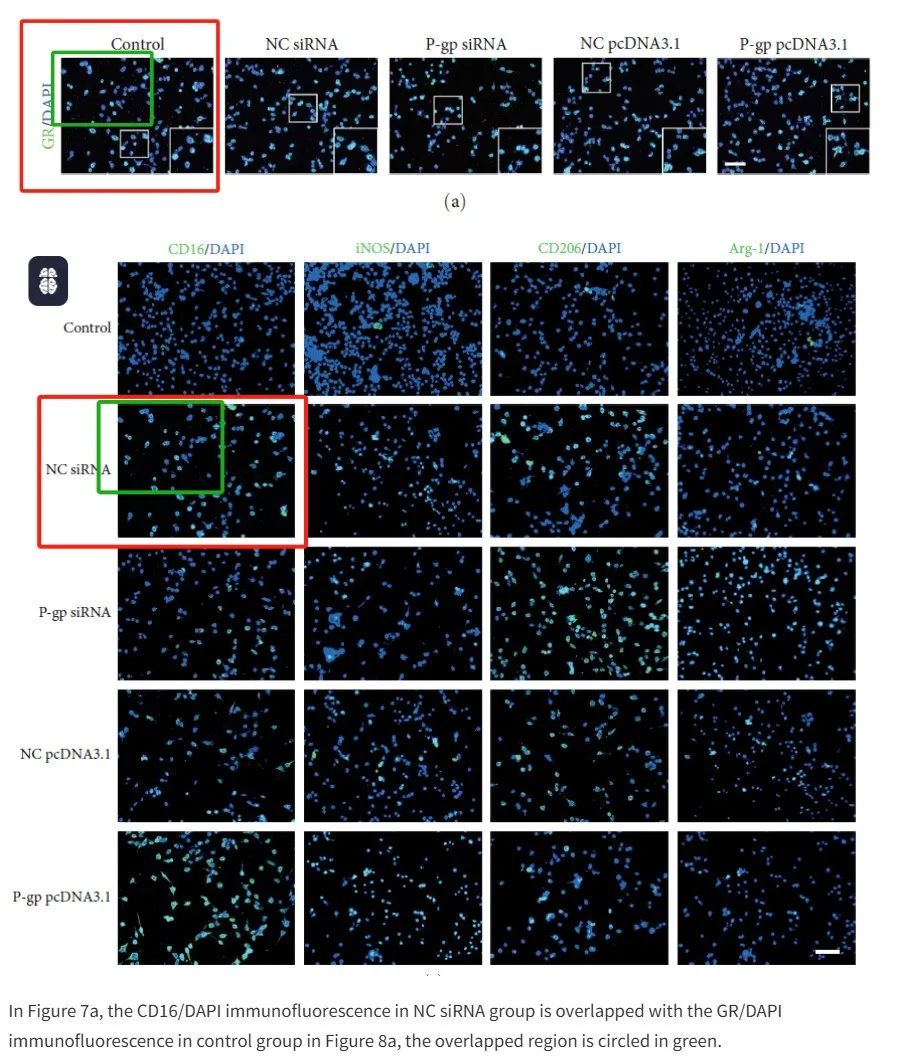 Control NC siRNA P-gp siRNA NC pcDNA3.1 P-gp pcDNA3.1
GR/DAPI
(a)
CD16/DAPI iNOS/DAPI CD206/DAPI Arg-1/DAPI
Control
NC siRNA
P-gp siRNA
NC pcDNA3.1
P-gp pcDNA3.1
In Figure 7a, the CD16/DAPI immunofluorescence in NC siRNA group is overlapped with the GR/DAPI
immunofluorescence in control group in Figure 8a, the overlapped region is circled in green.